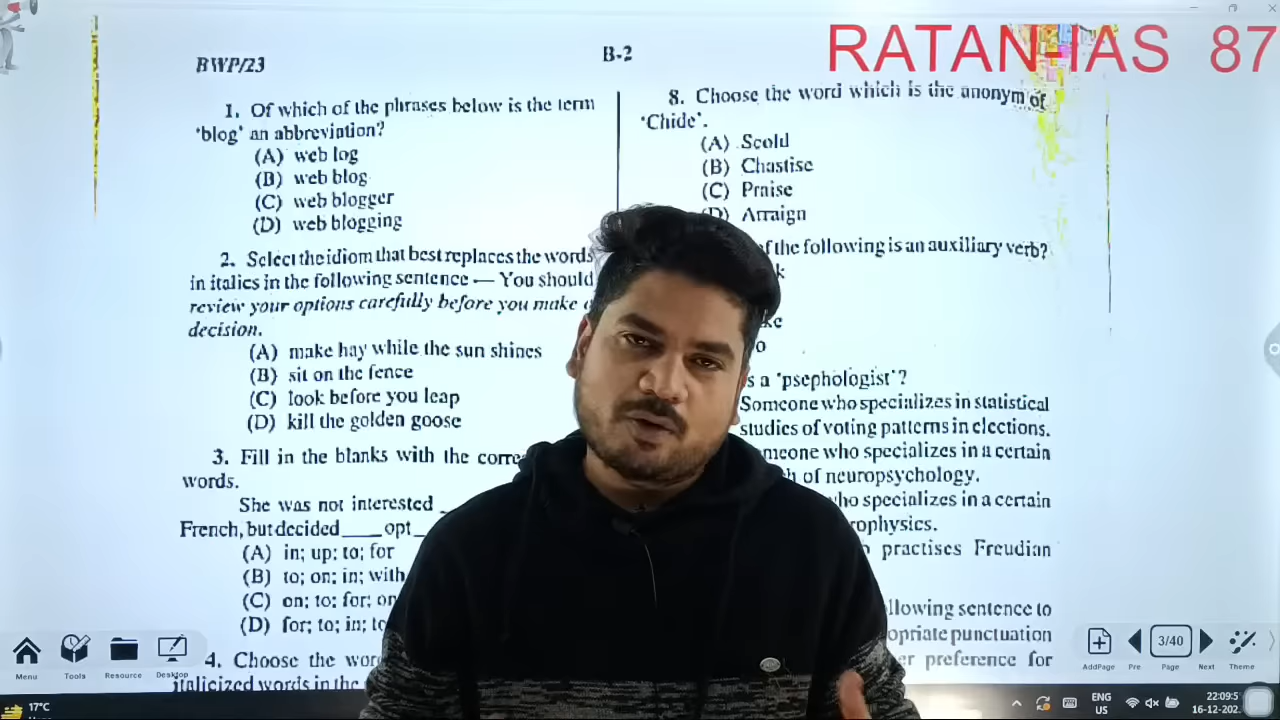 RATAN-IAS 87
BWP/23
B-2
1. Of which of the phrases below is the term
'blog' an abbreviation?
(A) web log
(B) web blog
(C) web blogger
(D) web blogging
2. Select the idiom that best replaces the words
in italics in the following sentence — You should
review your options carefully before you make
decision.
(A) make hay while the sun shines
(B) sit on the fence
(C) look before you leap
(D) kill the golden goose
3. Fill in the blanks with the corre
words.
She was not interested
French, but decided ____ opt
(A) in; up; to; for
(B) to; on; in; with
(C) on; to; for; on
(D) for; to; in; to
4. Choose the wor
italicized words in the
8. Choose the word which is the anonym of
'Chide'.
(A) Scold
(B) Chastise
(C) Praise
(D) Arraign
of the following is an auxiliary verb?
s a 'psephologist'?
Someone who specializes in statistical
studies of voting patterns in elections.
meone who specializes in a certain
h of neuropsychology.
who specializes in a certain
rophysics.
practises Freudian
llowing sentence to
opriate punctuation
er preference for
Menu
Tools
Resource
Desktop
AddPage
Pre
3/40
Page
Next
Theme
17°C
ENG
US
22:09:5
16-12-202